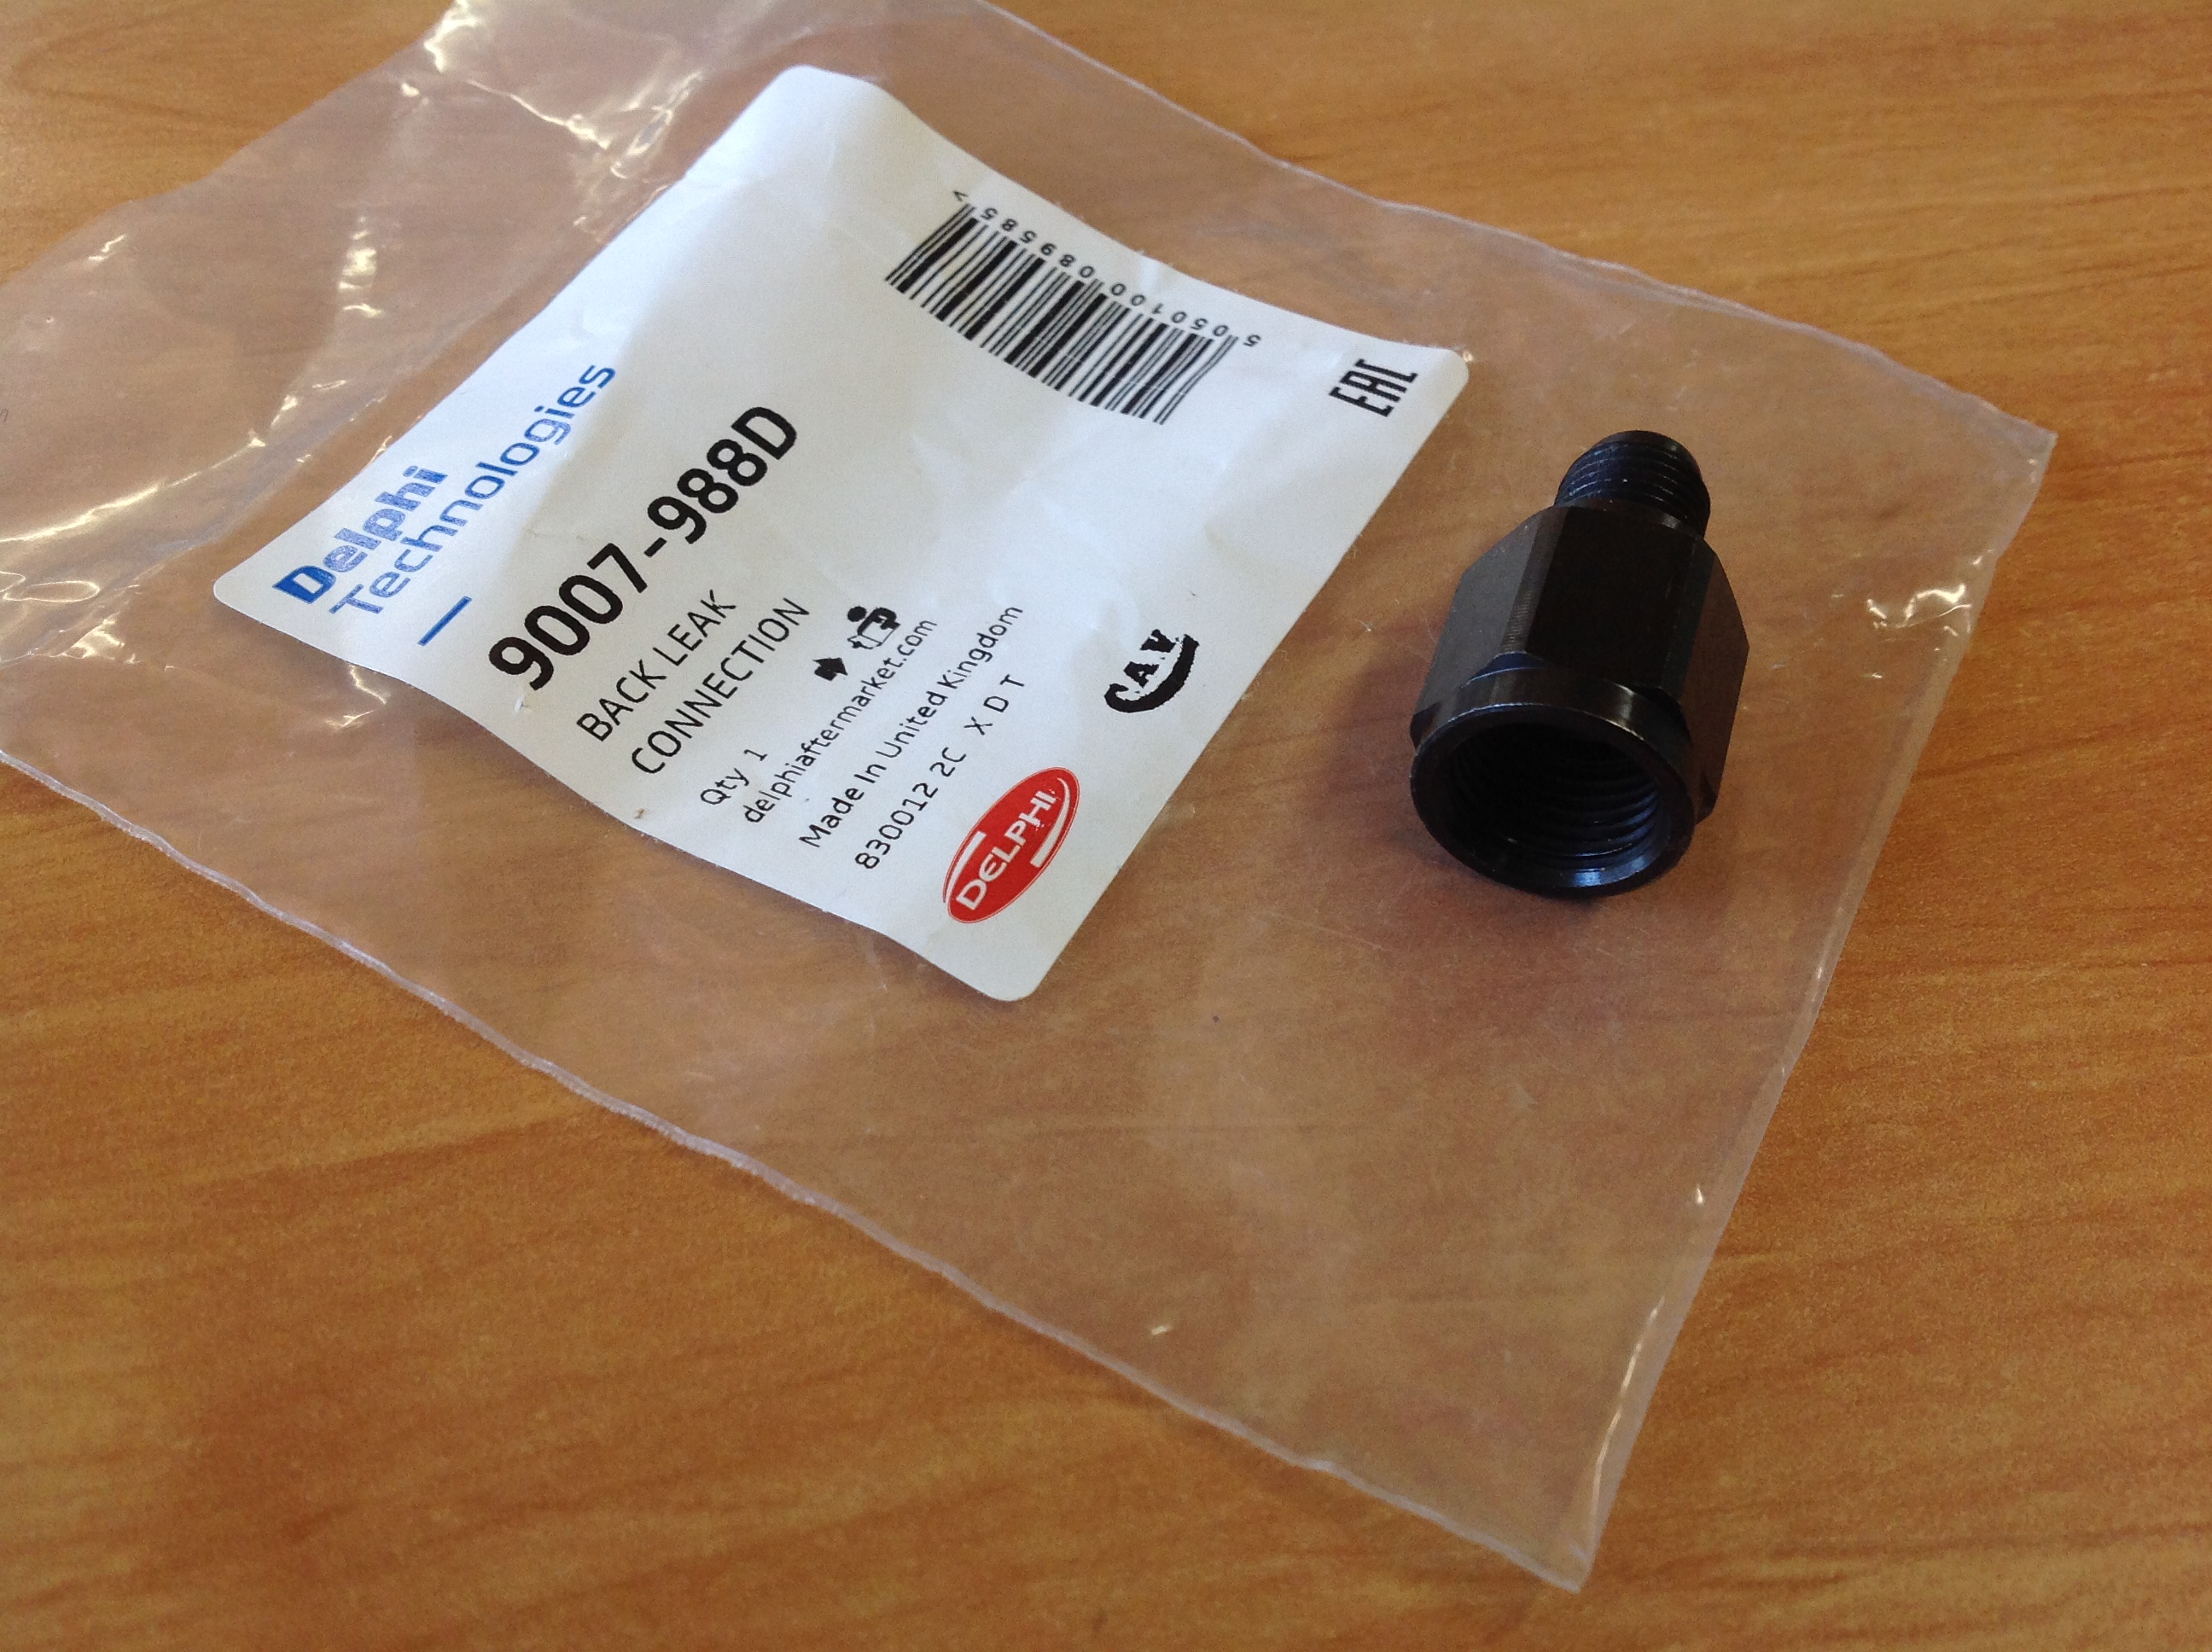 Delphi
Technologies
9007-988D
BACK LEAK
CONNECTION
Qty 1
delphiaftermarket.com
Made In United Kingdom
830012 2C X D T
DELPHI
C.A.V.
5 050100 089585 >
EAC